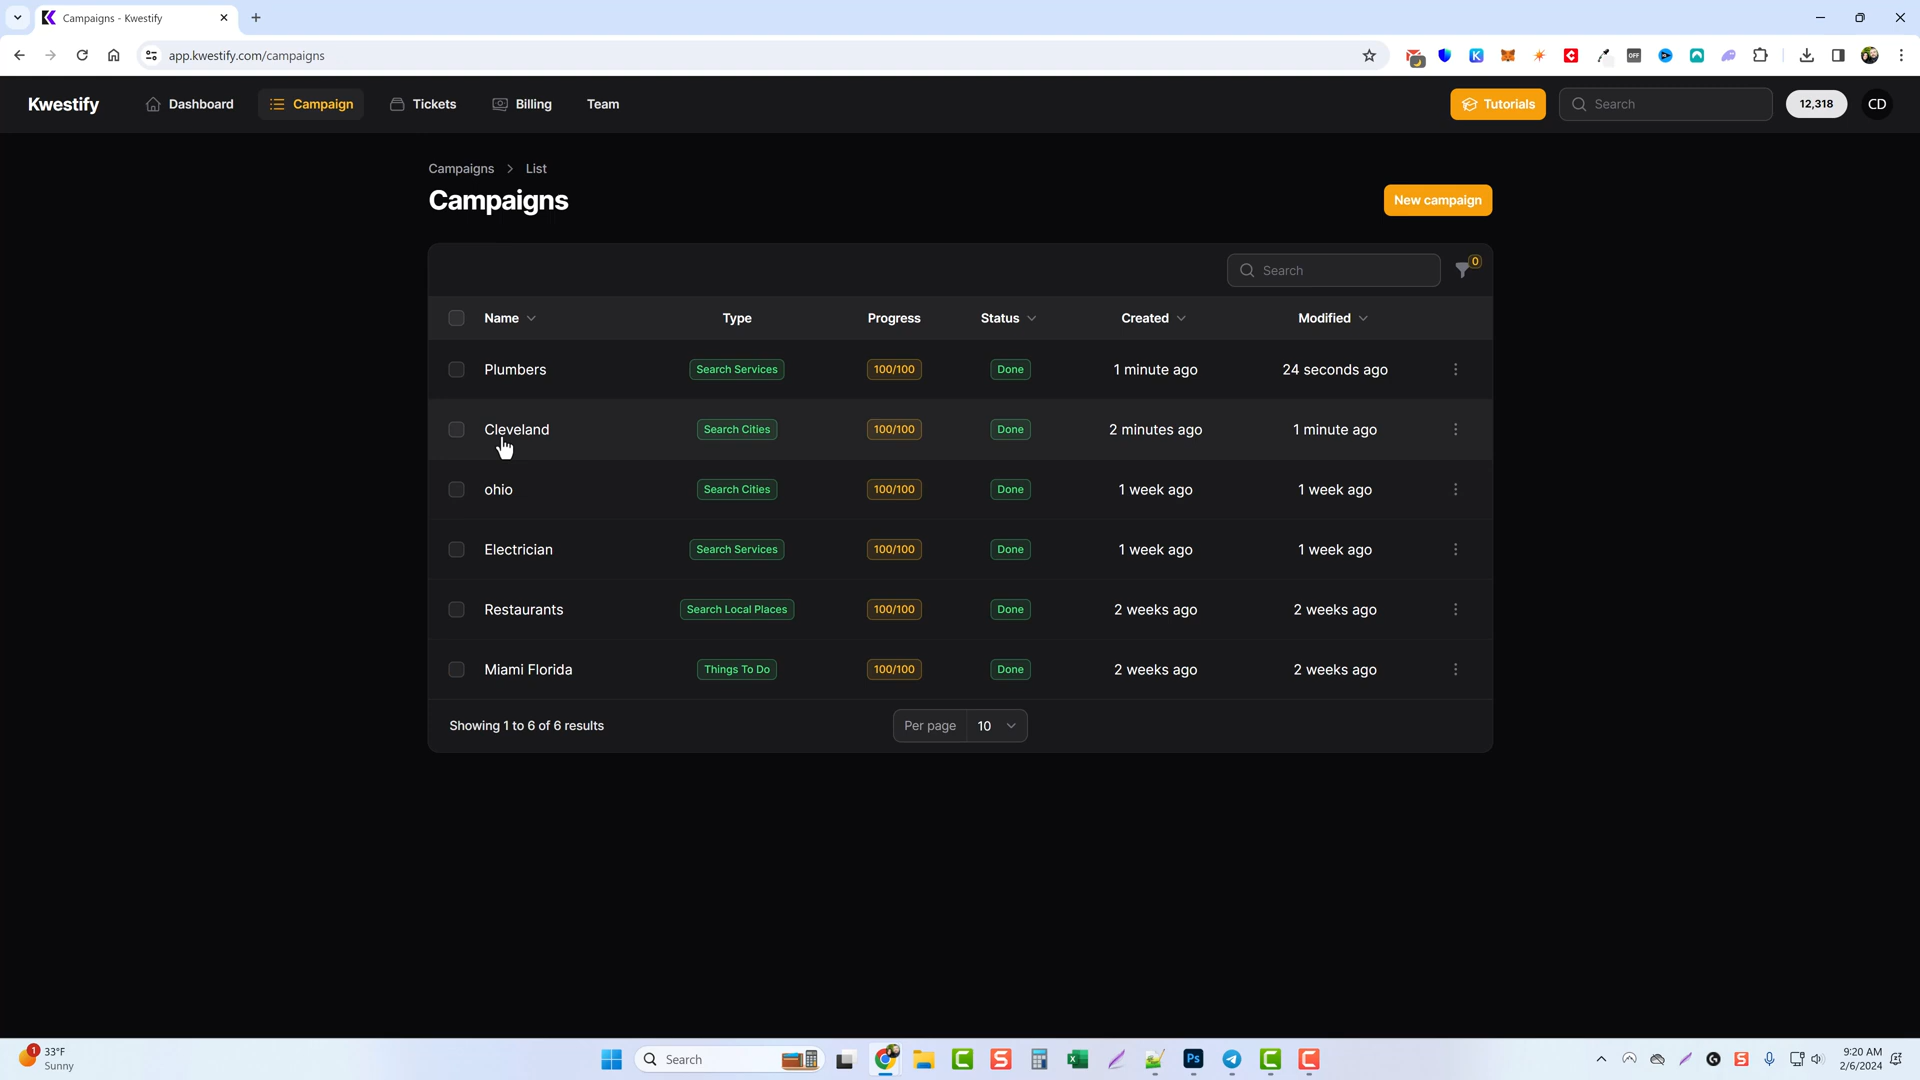 Campaigns - Kwestify
app.kwestify.com/campaigns
Kwestify
Dashboard
Campaign
Tickets
Billing
Team
Tutorials
Search
12,318
CD
Campaigns > List
Campaigns
New campaign
Search
0
Name Type Progress Status Created Modified
Plumbers Search Services 100/100 Done 1 minute ago 24 seconds ago
Cleveland Search Cities 100/100 Done 2 minutes ago 1 minute ago
ohio Search Cities 100/100 Done 1 week ago 1 week ago
Electrician Search Services 100/100 Done 1 week ago 1 week ago
Restaurants Search Local Places 100/100 Done 2 weeks ago 2 weeks ago
Miami Florida Things To Do 100/100 Done 2 weeks ago 2 weeks ago
Showing 1 to 6 of 6 results
Per page 10
1
33°F
Sunny
Search
Ps
9:20 AM
2/6/2024